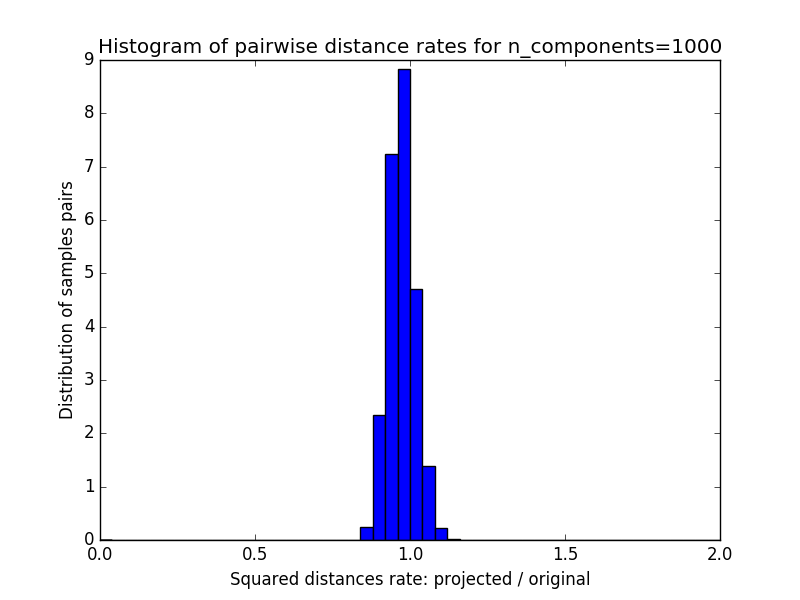 Histogram of pairwise distance rates for n_components=1000
9
8
7
6
5
4
3
2
1
0
Distribution of samples pairs
0.0 0.5 1.0 1.5 2.0
Squared distances rate: projected / original